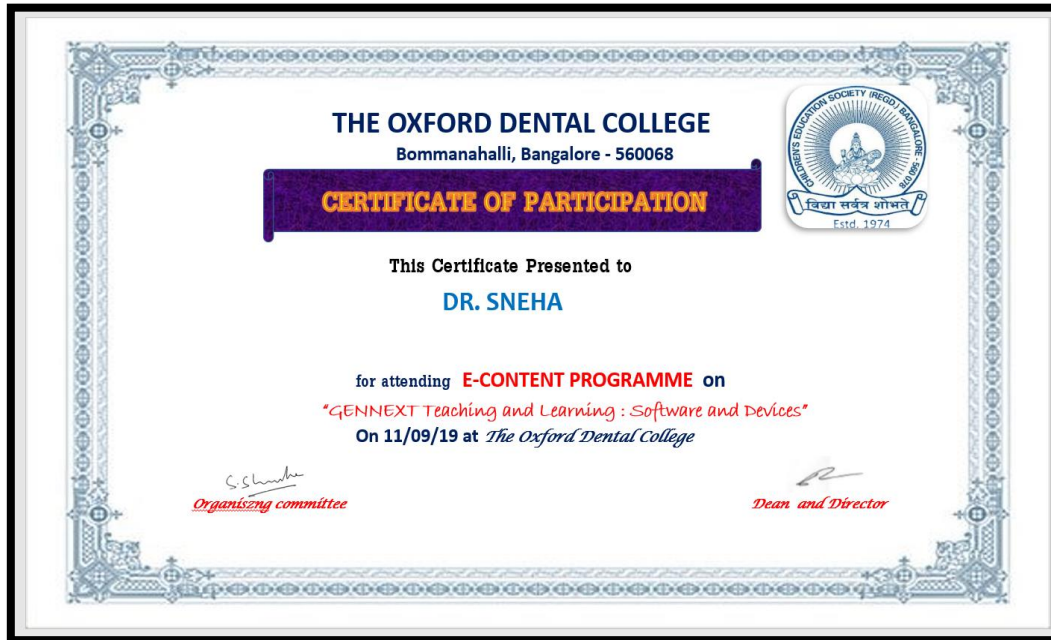 THE OXFORD DENTAL COLLEGE
Bommanahalli, Bangalore - 560068
CERTIFICATE OF PARTICIPATION
CHILDREN'S EDUCATION SOCIETY (REGD.) BANGALORE - 560 078
विद्या सर्वत्र शोभते
Estd. 1974
This Certificate Presented to
DR. SNEHA
for attending E-CONTENT PROGRAMME on
"GENNEXT Teaching and Learning : Software and Devices"
On 11/09/19 at The Oxford Dental College
Organiszng committee
Dean and Director